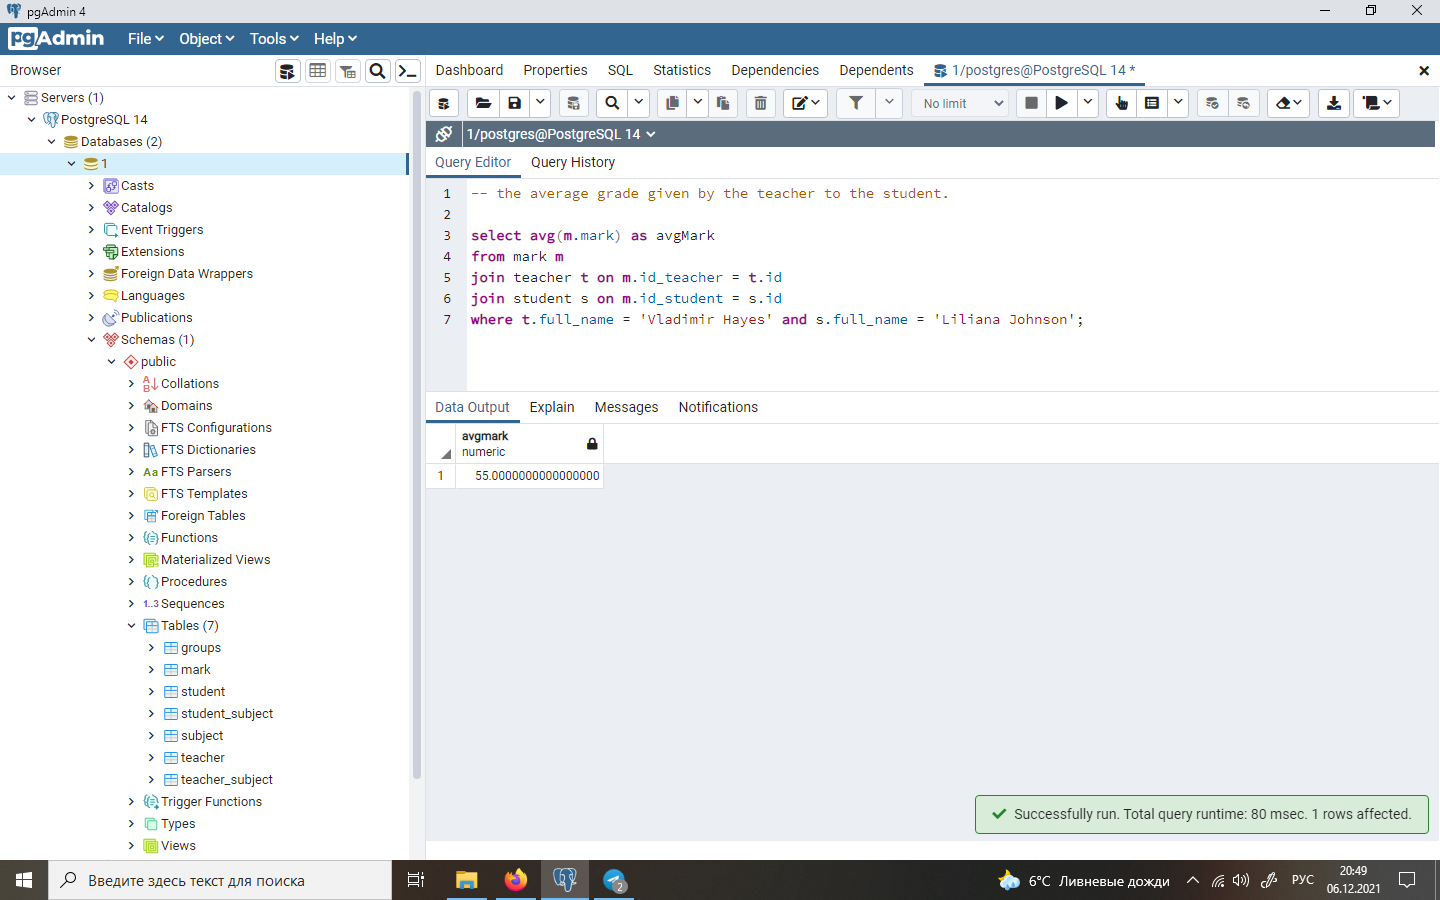 pgAdmin 4
pgAdmin
File
Object
Tools
Help
Browser
Dashboard
Properties
SQL
Statistics
Dependencies
Dependents
1/postgres@PostgreSQL 14 *
Servers (1)
PostgreSQL 14
Databases (2)
1
Casts
Catalogs
Event Triggers
Extensions
Foreign Data Wrappers
Languages
Publications
Schemas (1)
public
Collations
Domains
FTS Configurations
FTS Dictionaries
Aa FTS Parsers
FTS Templates
Foreign Tables
Functions
Materialized Views
Procedures
1..3 Sequences
Tables (7)
groups
mark
student
student_subject
subject
teacher
teacher_subject
Trigger Functions
Types
Views
No limit
1/postgres@PostgreSQL 14
Query Editor
Query History
1 -- the average grade given by the teacher to the student.
2
3 select avg(m.mark) as avgMark
4 from mark m
5 join teacher t on m.id_teacher = t.id
6 join student s on m.id_student = s.id
7 where t.full_name = 'Vladimir Hayes' and s.full_name = 'Liliana Johnson';
Data Output
Explain
Messages
Notifications
avgmark
numeric
1 55.0000000000000000
Successfully run. Total query runtime: 80 msec. 1 rows affected.
Введите здесь текст для поиска
2
6°C Ливневые дожди
РУС
20:49
06.12.2021